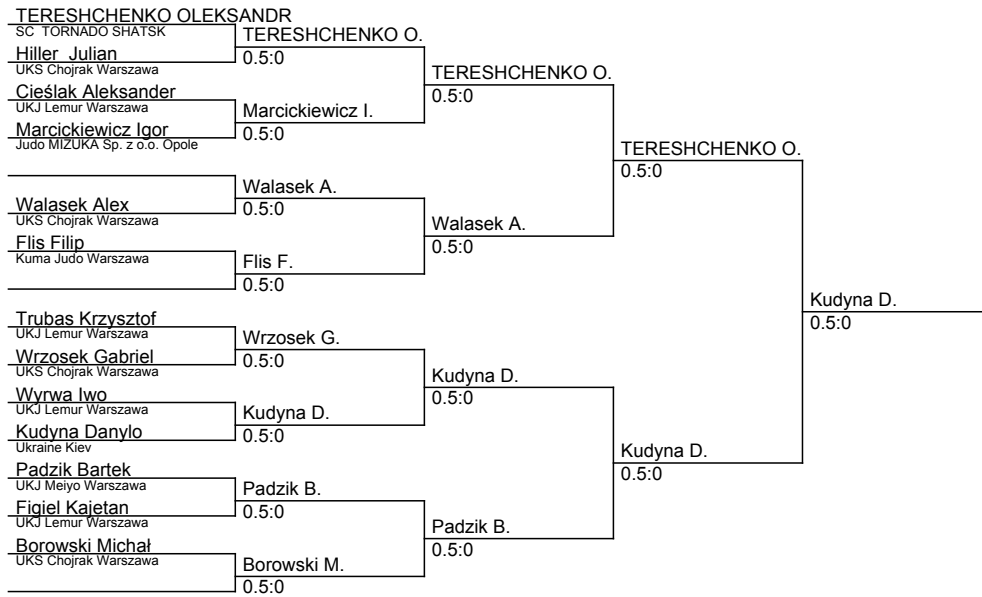 TERESHCHENKO OLEKSANDR
SC TORNADO SHATSK
Hiller Julian
UKS Chojrak Warszawa
Cieślak Aleksander
UKJ Lemur Warszawa
Marcickiewicz Igor
Judo MIZUKA Sp. z o.o. Opole
Walasek Alex
UKS Chojrak Warszawa
Flis Filip
Kuma Judo Warszawa
Trubas Krzysztof
UKJ Lemur Warszawa
Wrzosek Gabriel
UKS Chojrak Warszawa
Wyrwa Iwo
UKJ Lemur Warszawa
Kudyna Danylo
Ukraine Kiev
Padzik Bartek
UKJ Meiyo Warszawa
Figiel Kajetan
UKJ Lemur Warszawa
Borowski Michał
UKS Chojrak Warszawa
TERESHCHENKO O.
0.5:0
Marcickiewicz I.
0.5:0
Walasek A.
0.5:0
Flis F.
0.5:0
Wrzosek G.
0.5:0
Kudyna D.
0.5:0
Padzik B.
0.5:0
Borowski M.
0.5:0
TERESHCHENKO O.
0.5:0
Walasek A.
0.5:0
Kudyna D.
0.5:0
Padzik B.
0.5:0
TERESHCHENKO O.
0.5:0
Kudyna D.
0.5:0
Kudyna D.
0.5:0